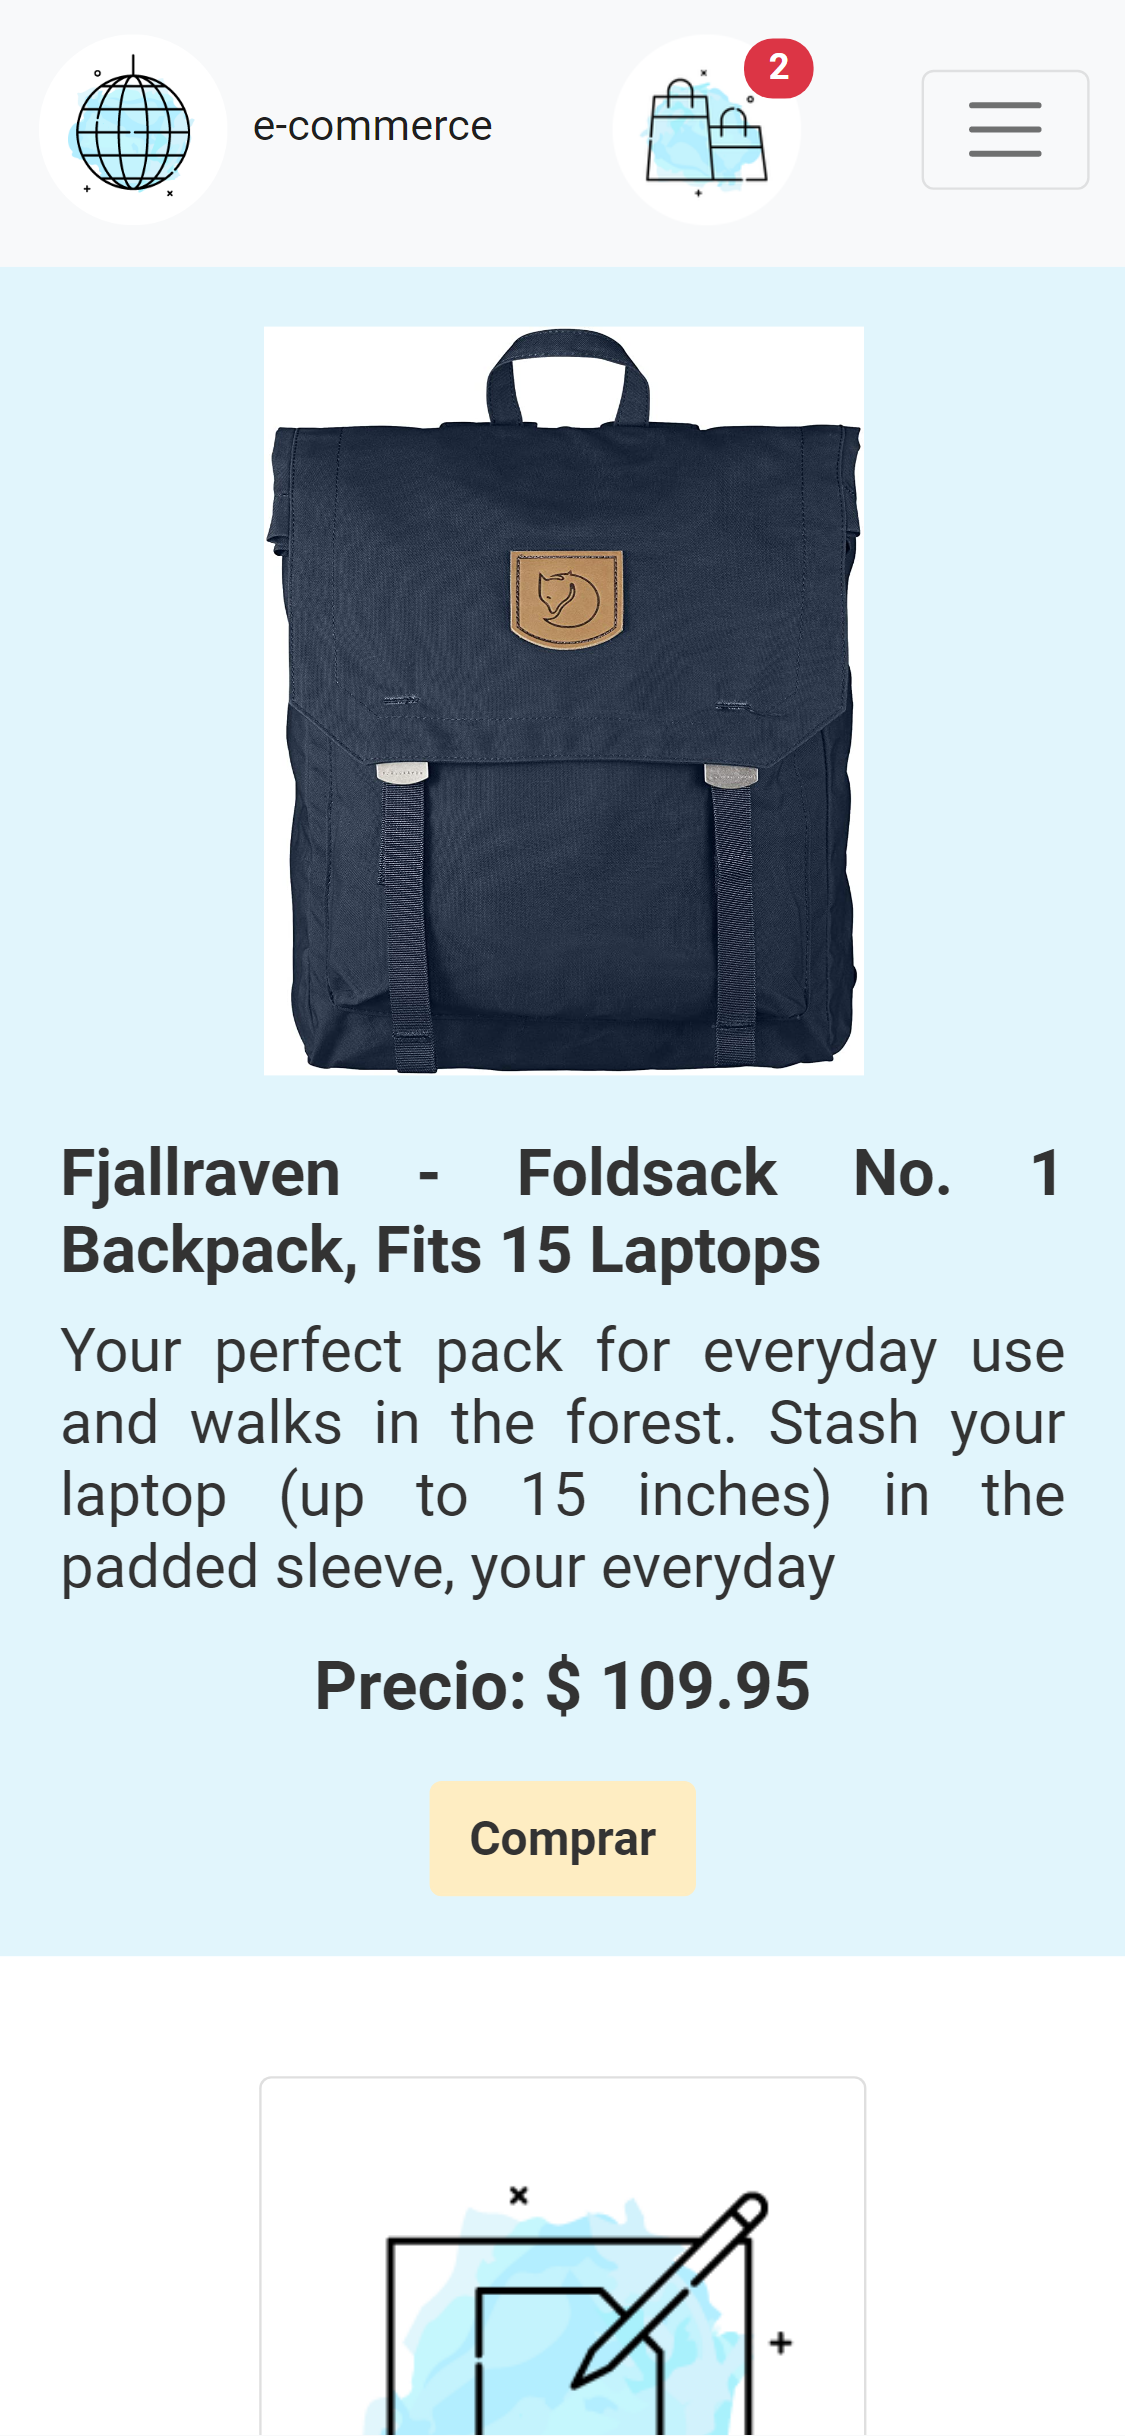 e-commerce
2
Fjallraven - Foldsack No. 1
Backpack, Fits 15 Laptops
Your perfect pack for everyday use
and walks in the forest. Stash your
laptop (up to 15 inches) in the
padded sleeve, your everyday
Precio: $ 109.95
Comprar